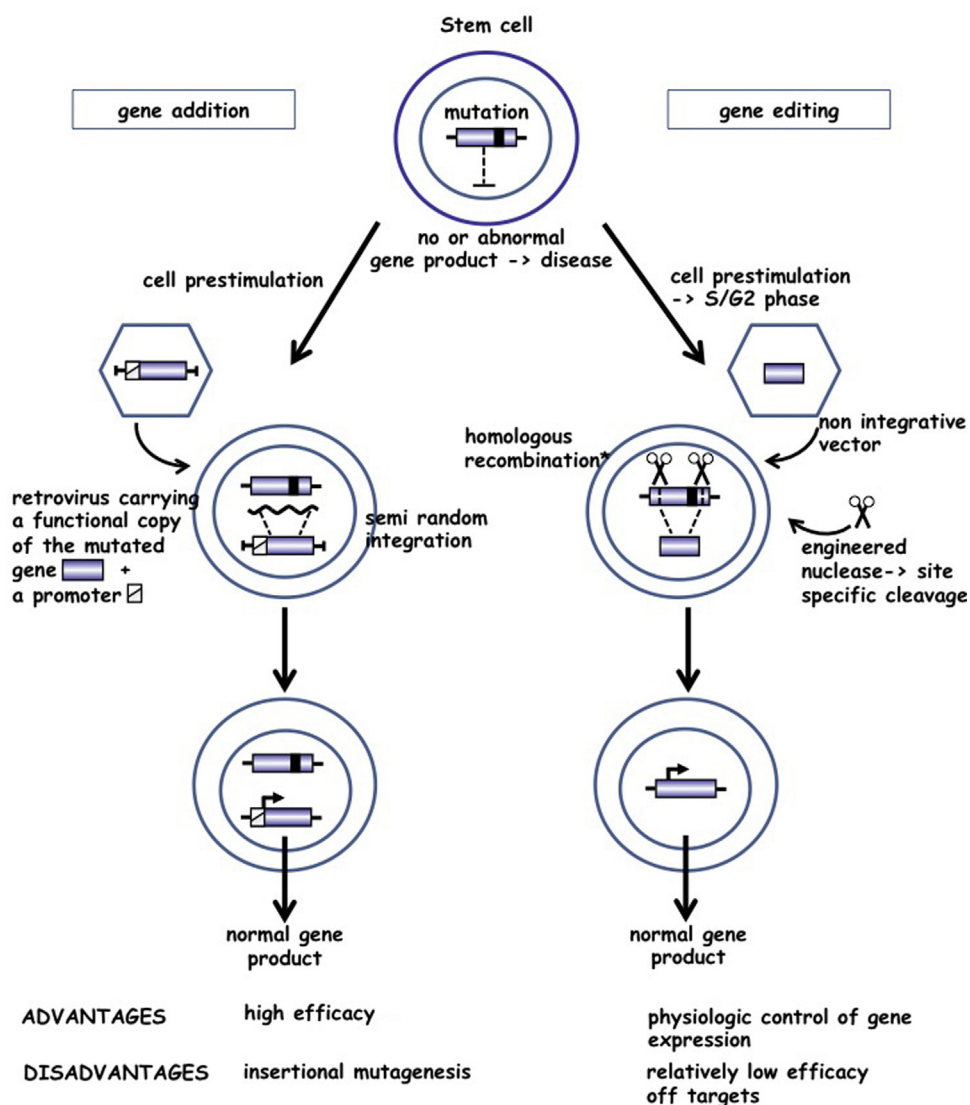 Stem cell
gene addition
gene editing
mutation
no or abnormal
gene product -> disease
cell prestimulation
cell prestimulation
-> S/G2 phase
non integrative
vector
homologous
recombination*
retrovirus carrying
a functional copy
of the mutated
gene +
a promoter
semi random
integration
engineered
nuclease-> site
specific cleavage
normal gene
product
normal gene
product
ADVANTAGES
high efficacy
physiologic control of gene
expression
DISADVANTAGES
insertional mutagenesis
relatively low efficacy
off targets